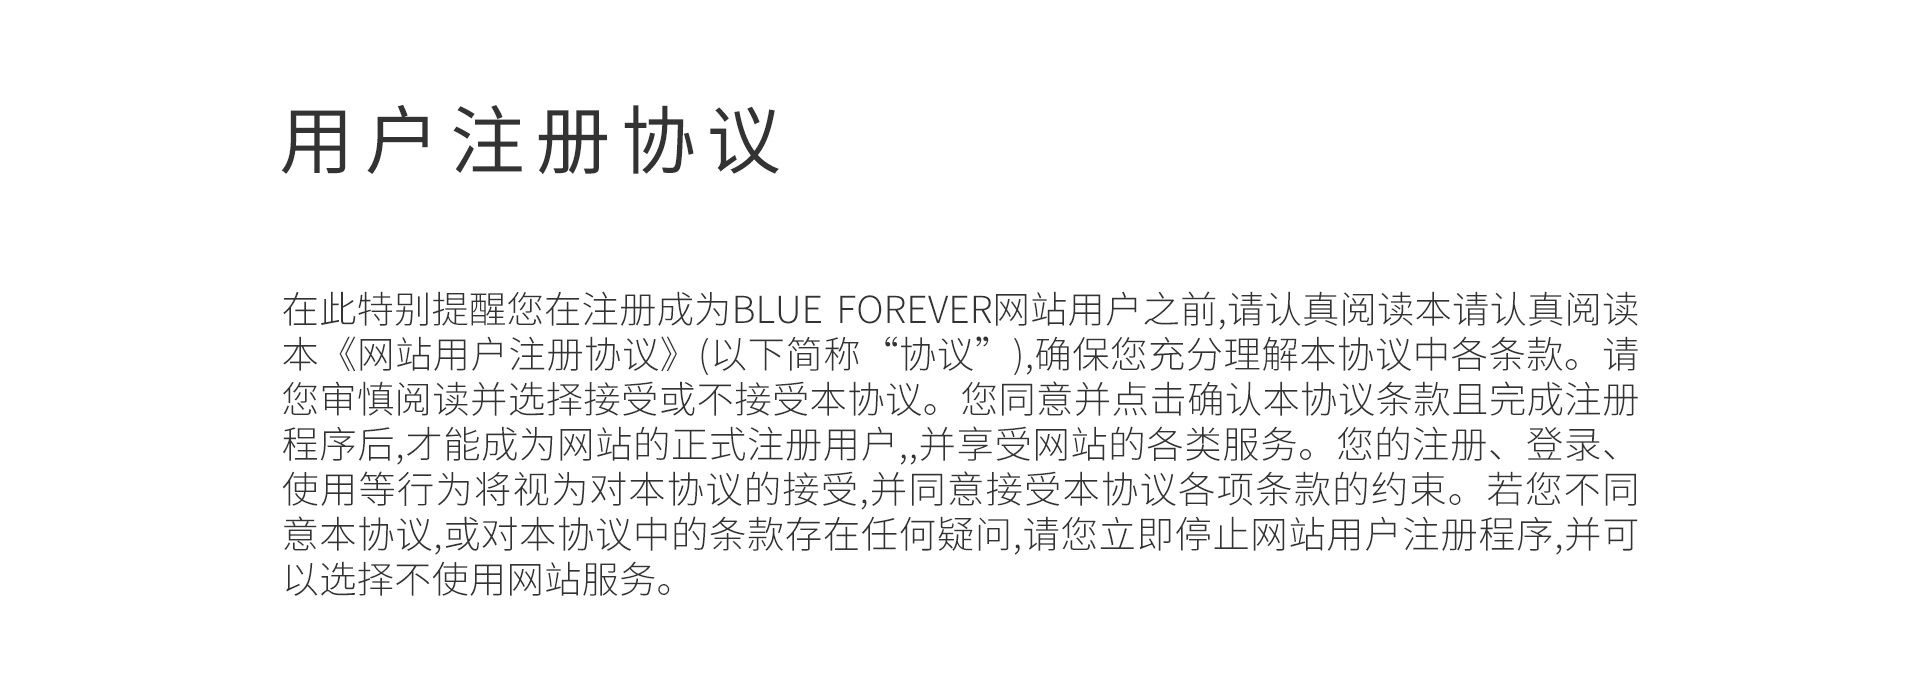 用户注册协议
在此特别提醒您在注册成为BLUE FOREVER网站用户之前,请认真阅读本请认真阅读
本《网站用户注册协议》(以下简称“协议”),确保您充分理解本协议中各条款。请
您审慎阅读并选择接受或不接受本协议。您同意并点击确认本协议条款且完成注册
程序后,才能成为网站的正式注册用户,,并享受网站的各类服务。您的注册、登录、
使用等行为将视为对本协议的接受,并同意接受本协议各项条款的约束。若您不同
意本协议,或对本协议中的条款存在任何疑问,请您立即停止网站用户注册程序,并可
以选择不使用网站服务。